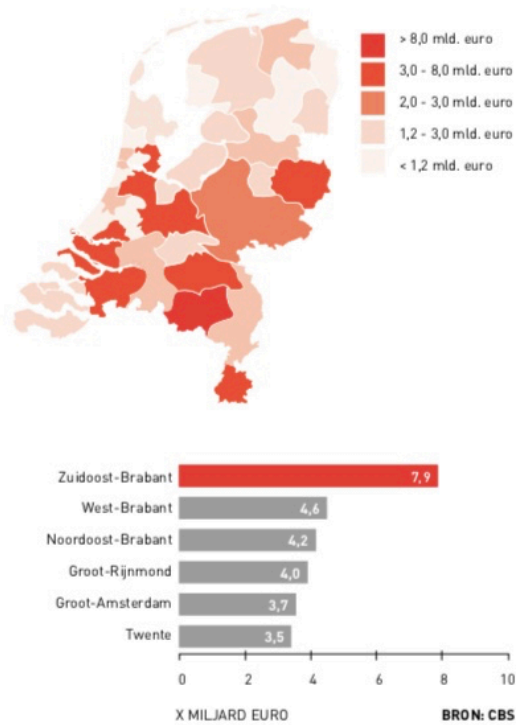 > 8,0 mld. euro
3,0 - 8,0 mld. euro
2,0 - 3,0 mld. euro
1,2 - 3,0 mld. euro
< 1,2 mld. euro
Zuidoost-Brabant 7,9
West-Brabant 4,6
Noordoost-Brabant 4,2
Groot-Rijnmond 4,0
Groot-Amsterdam 3,7
Twente 3,5
0 2 4 6 8 10
X MILJARD EURO BRON: CBS